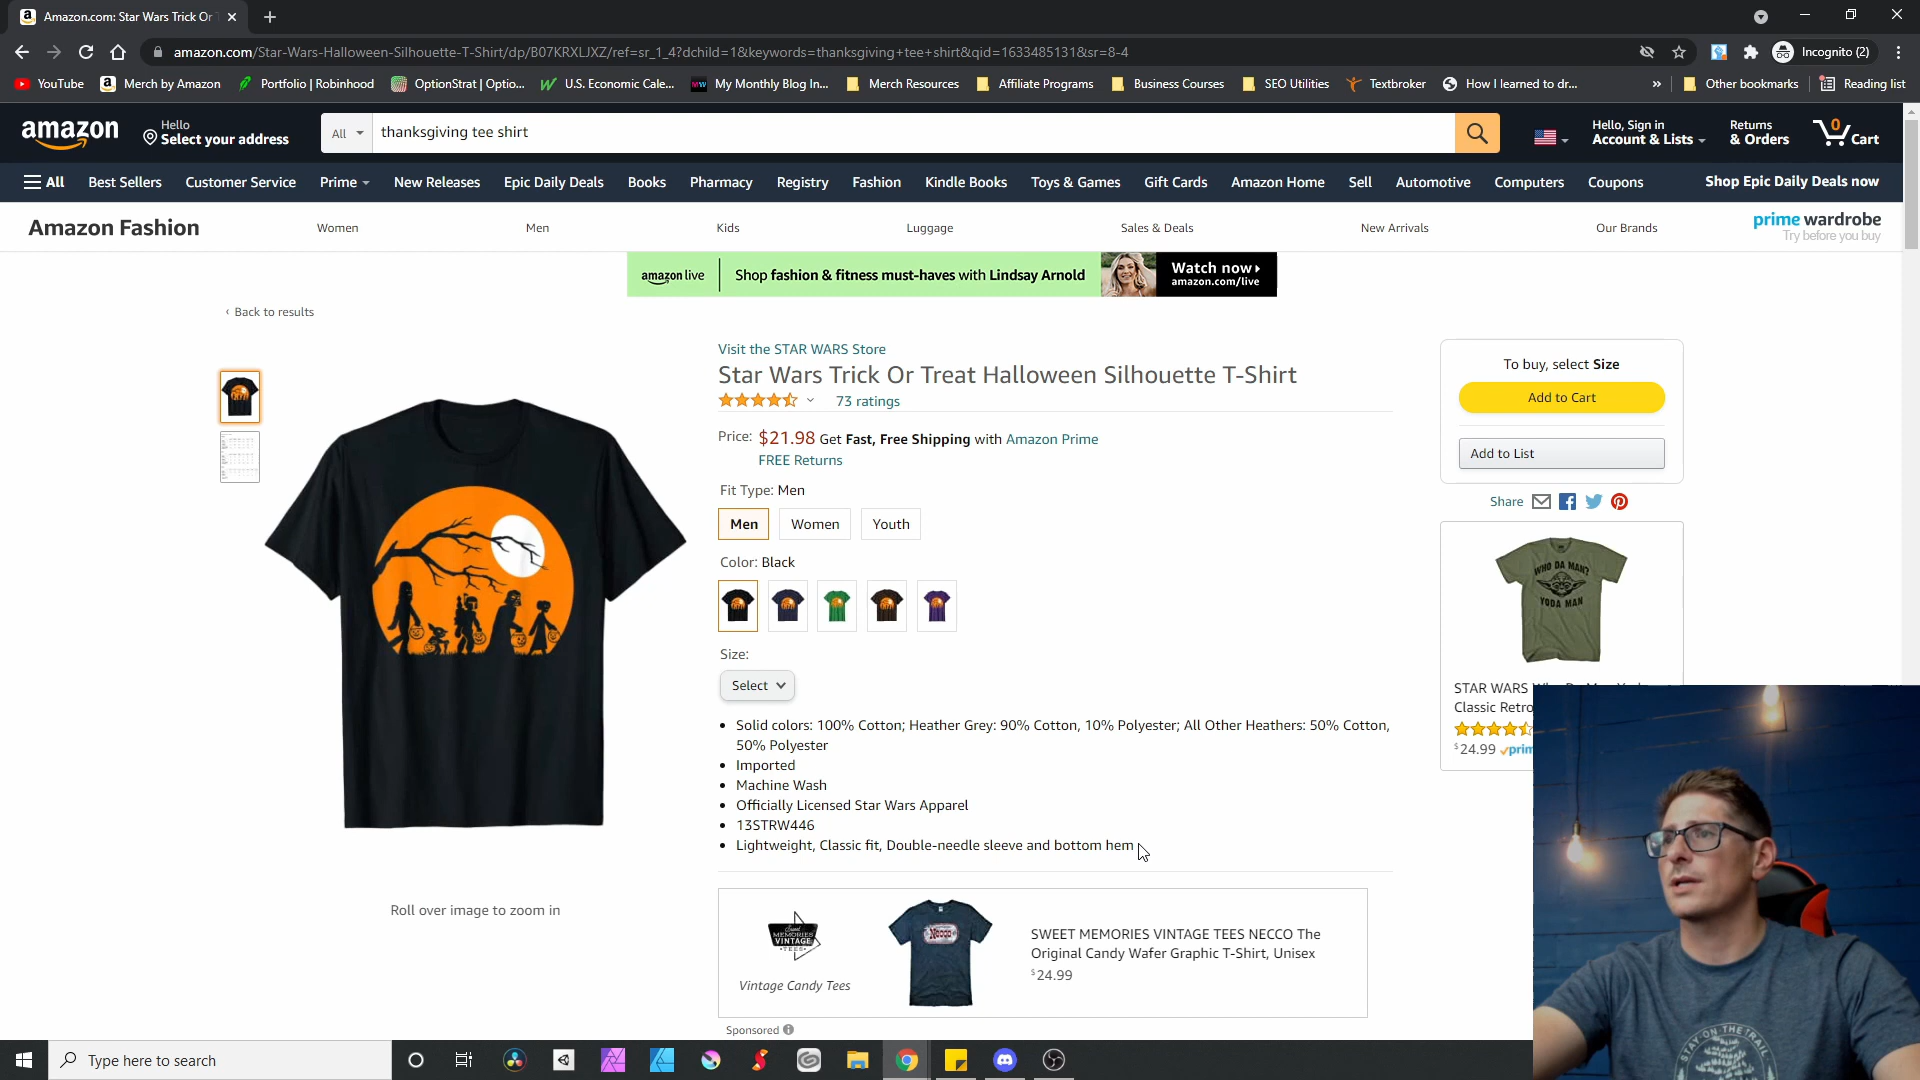 Amazon.com: Star Wars Trick Or
Incognito (2)
amazon.com/Star-Wars-Halloween-Silhouette-T-Shirt/dp/B07KRXLJXZ/ref=sr_1_4?dchild=1&keywords=thanksgiving+tee+shirt&qid=1633485131&sr=8-4
YouTube Merch by Amazon Portfolio | Robinhood OptionStrat | Optio... U.S. Economic Cale... My Monthly Blog In... Merch Resources Affiliate Programs Business Courses SEO Utilities Textbroker How I learned to dr... » Other bookmarks Reading list
amazon
Hello
Select your address
All
thanksgiving tee shirt
Hello, Sign in
Account & Lists
Returns
& Orders
0
Cart
All Best Sellers Customer Service Prime New Releases Epic Daily Deals Books Pharmacy Registry Fashion Kindle Books Toys & Games Gift Cards Amazon Home Sell Automotive Computers Coupons Shop Epic Daily Deals now
Amazon Fashion Women Men Kids Luggage Sales & Deals New Arrivals Our Brands
prime wardrobe
Try before you buy
amazon live Shop fashion & fitness must-haves with Lindsay Arnold
Watch now
amazon.com/live
‹ Back to results
Visit the STAR WARS Store
Star Wars Trick Or Treat Halloween Silhouette T-Shirt
73 ratings
Price: $21.98 Get Fast, Free Shipping with Amazon Prime
FREE Returns
Fit Type: Men
Men Women Youth
Color: Black
Size:
Select
• Solid colors: 100% Cotton; Heather Grey: 90% Cotton, 10% Polyester; All Other Heathers: 50% Cotton,
50% Polyester
• Imported
• Machine Wash
• Officially Licensed Star Wars Apparel
• 13STRW446
• Lightweight, Classic fit, Double-needle sleeve and bottom hem
Roll over image to zoom in
To buy, select Size
Add to Cart
Add to List
Share
WHO DA MAN?
YODA MAN
STAR WARS
Classic Retro
$24.99 prim
Sweet
MEMORIES
VINTAGE
TEES
Vintage Candy Tees
Necco
SWEET MEMORIES VINTAGE TEES NECCO The
Original Candy Wafer Graphic T-Shirt, Unisex
$24.99
Sponsored
Type here to search
STAY ON THE TRAIL